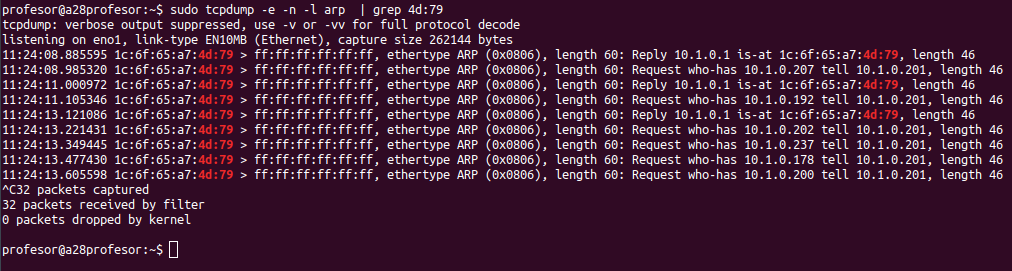 profesor@a28profesor:~$ sudo tcpdump -e -n -l arp  | grep 4d:79
tcpdump: verbose output suppressed, use -v or -vv for full protocol decode
listening on eno1, link-type EN10MB (Ethernet), capture size 262144 bytes
11:24:08.885595 1c:6f:65:a7:4d:79 > ff:ff:ff:ff:ff:ff, ethertype ARP (0x0806), length 60: Reply 10.1.0.1 is-at 1c:6f:65:a7:4d:79, length 46
11:24:08.985320 1c:6f:65:a7:4d:79 > ff:ff:ff:ff:ff:ff, ethertype ARP (0x0806), length 60: Request who-has 10.1.0.207 tell 10.1.0.201, length 46
11:24:11.000972 1c:6f:65:a7:4d:79 > ff:ff:ff:ff:ff:ff, ethertype ARP (0x0806), length 60: Reply 10.1.0.1 is-at 1c:6f:65:a7:4d:79, length 46
11:24:11.105346 1c:6f:65:a7:4d:79 > ff:ff:ff:ff:ff:ff, ethertype ARP (0x0806), length 60: Request who-has 10.1.0.192 tell 10.1.0.201, length 46
11:24:13.121086 1c:6f:65:a7:4d:79 > ff:ff:ff:ff:ff:ff, ethertype ARP (0x0806), length 60: Reply 10.1.0.1 is-at 1c:6f:65:a7:4d:79, length 46
11:24:13.221431 1c:6f:65:a7:4d:79 > ff:ff:ff:ff:ff:ff, ethertype ARP (0x0806), length 60: Request who-has 10.1.0.202 tell 10.1.0.201, length 46
11:24:13.349445 1c:6f:65:a7:4d:79 > ff:ff:ff:ff:ff:ff, ethertype ARP (0x0806), length 60: Request who-has 10.1.0.237 tell 10.1.0.201, length 46
11:24:13.477430 1c:6f:65:a7:4d:79 > ff:ff:ff:ff:ff:ff, ethertype ARP (0x0806), length 60: Request who-has 10.1.0.178 tell 10.1.0.201, length 46
11:24:13.605598 1c:6f:65:a7:4d:79 > ff:ff:ff:ff:ff:ff, ethertype ARP (0x0806), length 60: Request who-has 10.1.0.200 tell 10.1.0.201, length 46
^C32 packets captured
32 packets received by filter
0 packets dropped by kernel
profesor@a28profesor:~$